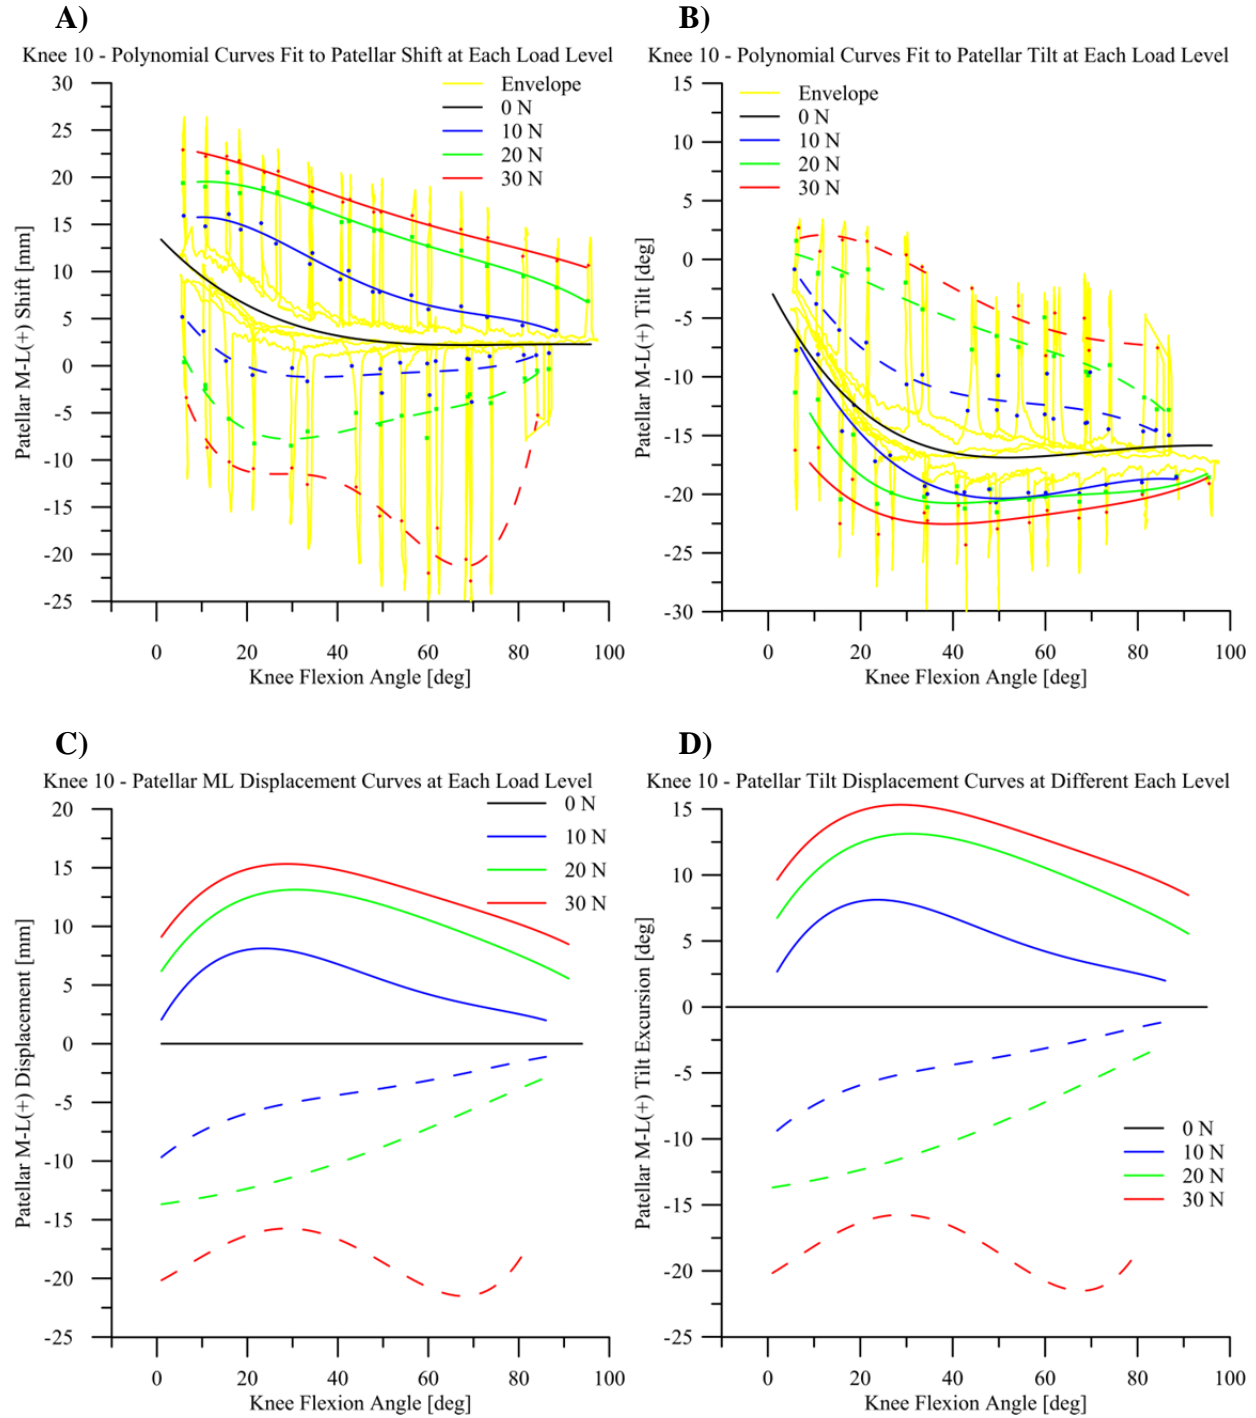 A)
Knee 10 - Polynomial Curves Fit to Patellar Shift at Each Load Level
Envelope
0 N
10 N
20 N
30 N
30
25
20
15
10
5
0
-5
-10
-15
-20
-25
Patellar M-L(+) Shift [mm]
0 20 40 60 80 100
Knee Flexion Angle [deg]
B)
Knee 10 - Polynomial Curves Fit to Patellar Tilt at Each Load Level
Envelope
0 N
10 N
20 N
30 N
15
10
5
0
-5
-10
-15
-20
-25
-30
Patellar M-L(+) Tilt [deg]
0 20 40 60 80 100
Knee Flexion Angle [deg]
C)
Knee 10 - Patellar ML Displacement Curves at Each Load Level
0 N
10 N
20 N
30 N
20
15
10
5
0
-5
-10
-15
-20
-25
Patellar M-L(+) Displacement [mm]
0 20 40 60 80 100
Knee Flexion Angle [deg]
D)
Knee 10 - Patellar Tilt Displacement Curves at Different Each Level
15
10
5
0
-5
-10
-15
-20
-25
Patellar M-L(+) Tilt Excursion [deg]
0 N
10 N
20 N
30 N
0 20 40 60 80 100
Knee Flexion Angle [deg]